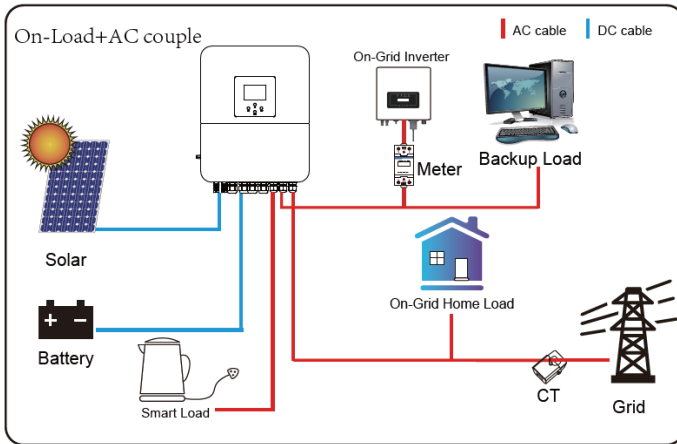 On-Load+AC couple
AC cable
DC cable
On-Grid Inverter
Meter
Backup Load
Solar
On-Grid Home Load
Battery
Smart Load
CT
Grid